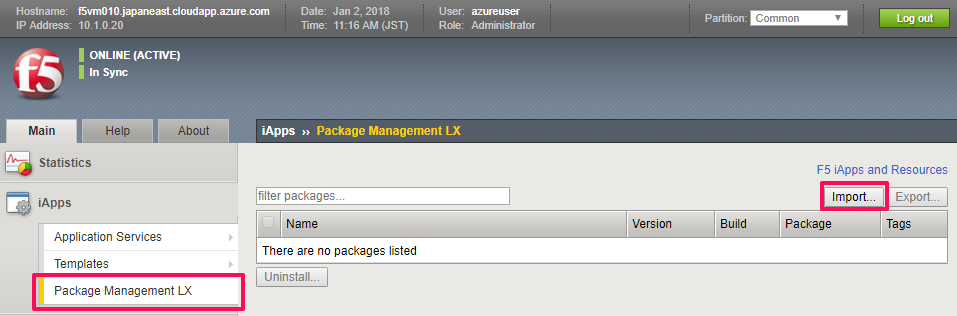 Hostname: f5vm010.japaneast.cloudapp.azure.com Date: Jan 2, 2018 User: azureuser
IP Address: 10.1.0.20 Time: 11:16 AM (JST) Role: Administrator
Partition: Common Log out
f5
ONLINE (ACTIVE)
In Sync
Main Help About
iApps ›› Package Management LX
Statistics
iApps
Application Services
Templates
Package Management LX
F5 iApps and Resources
filter packages... Import... Export...
Name Version Build Package Tags
There are no packages listed
Uninstall...